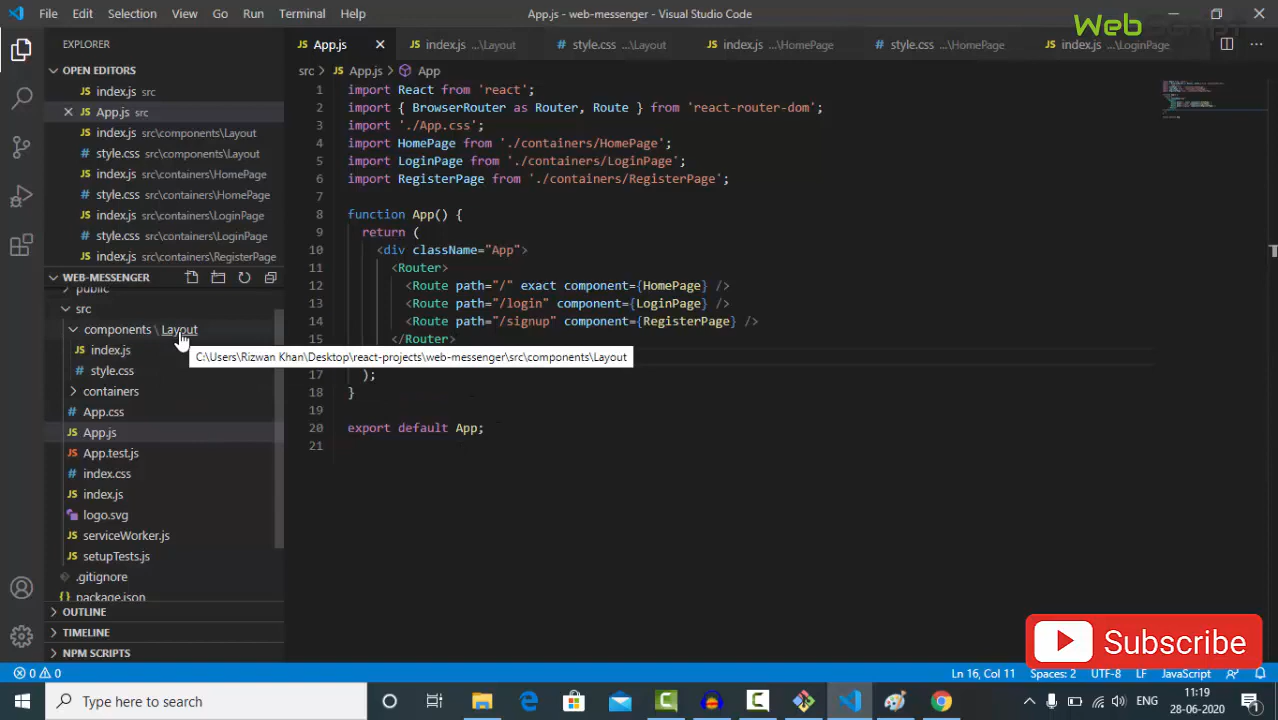 File Edit Selection View Go Run Terminal Help
App.js - web-messenger - Visual Studio Code
WebScript
EXPLORER
App.js
index.js ...\Layout
style.css ...\Layout
index.js ...\HomePage
style.css ...\HomePage
index.js ...\LoginPage
OPEN EDITORS
index.js src
App.js src
index.js src\components\Layout
style.css src\components\Layout
index.js src\containers\HomePage
style.css src\containers\HomePage
index.js src\containers\LoginPage
style.css src\containers\LoginPage
index.js src\containers\RegisterPage
WEB-MESSENGER
public
src
components \ Layout
index.js
style.css
containers
App.css
App.js
App.test.js
index.css
index.js
logo.svg
serviceWorker.js
setupTests.js
.gitignore
package.json
OUTLINE
TIMELINE
NPM SCRIPTS
src > JS App.js > App
1 import React from 'react';
2 import { BrowserRouter as Router, Route } from 'react-router-dom';
3 import './App.css';
4 import HomePage from './containers/HomePage';
5 import LoginPage from './containers/LoginPage';
6 import RegisterPage from './containers/RegisterPage';
7
8 function App() {
9 return (
10 <div className="App">
11 <Router>
12 <Route path="/" exact component={HomePage} />
13 <Route path="/login" component={LoginPage} />
14 <Route path="/signup" component={RegisterPage} />
15 </Router>
C:\Users\Rizwan Khan\Desktop\react-projects\web-messenger\src\components\Layout
17 );
18 }
19
20 export default App;
21
Subscribe
0 0
Ln 16, Col 11 Spaces: 2 UTF-8 LF JavaScript
Type here to search
ENG
11:19
28-06-2020
1